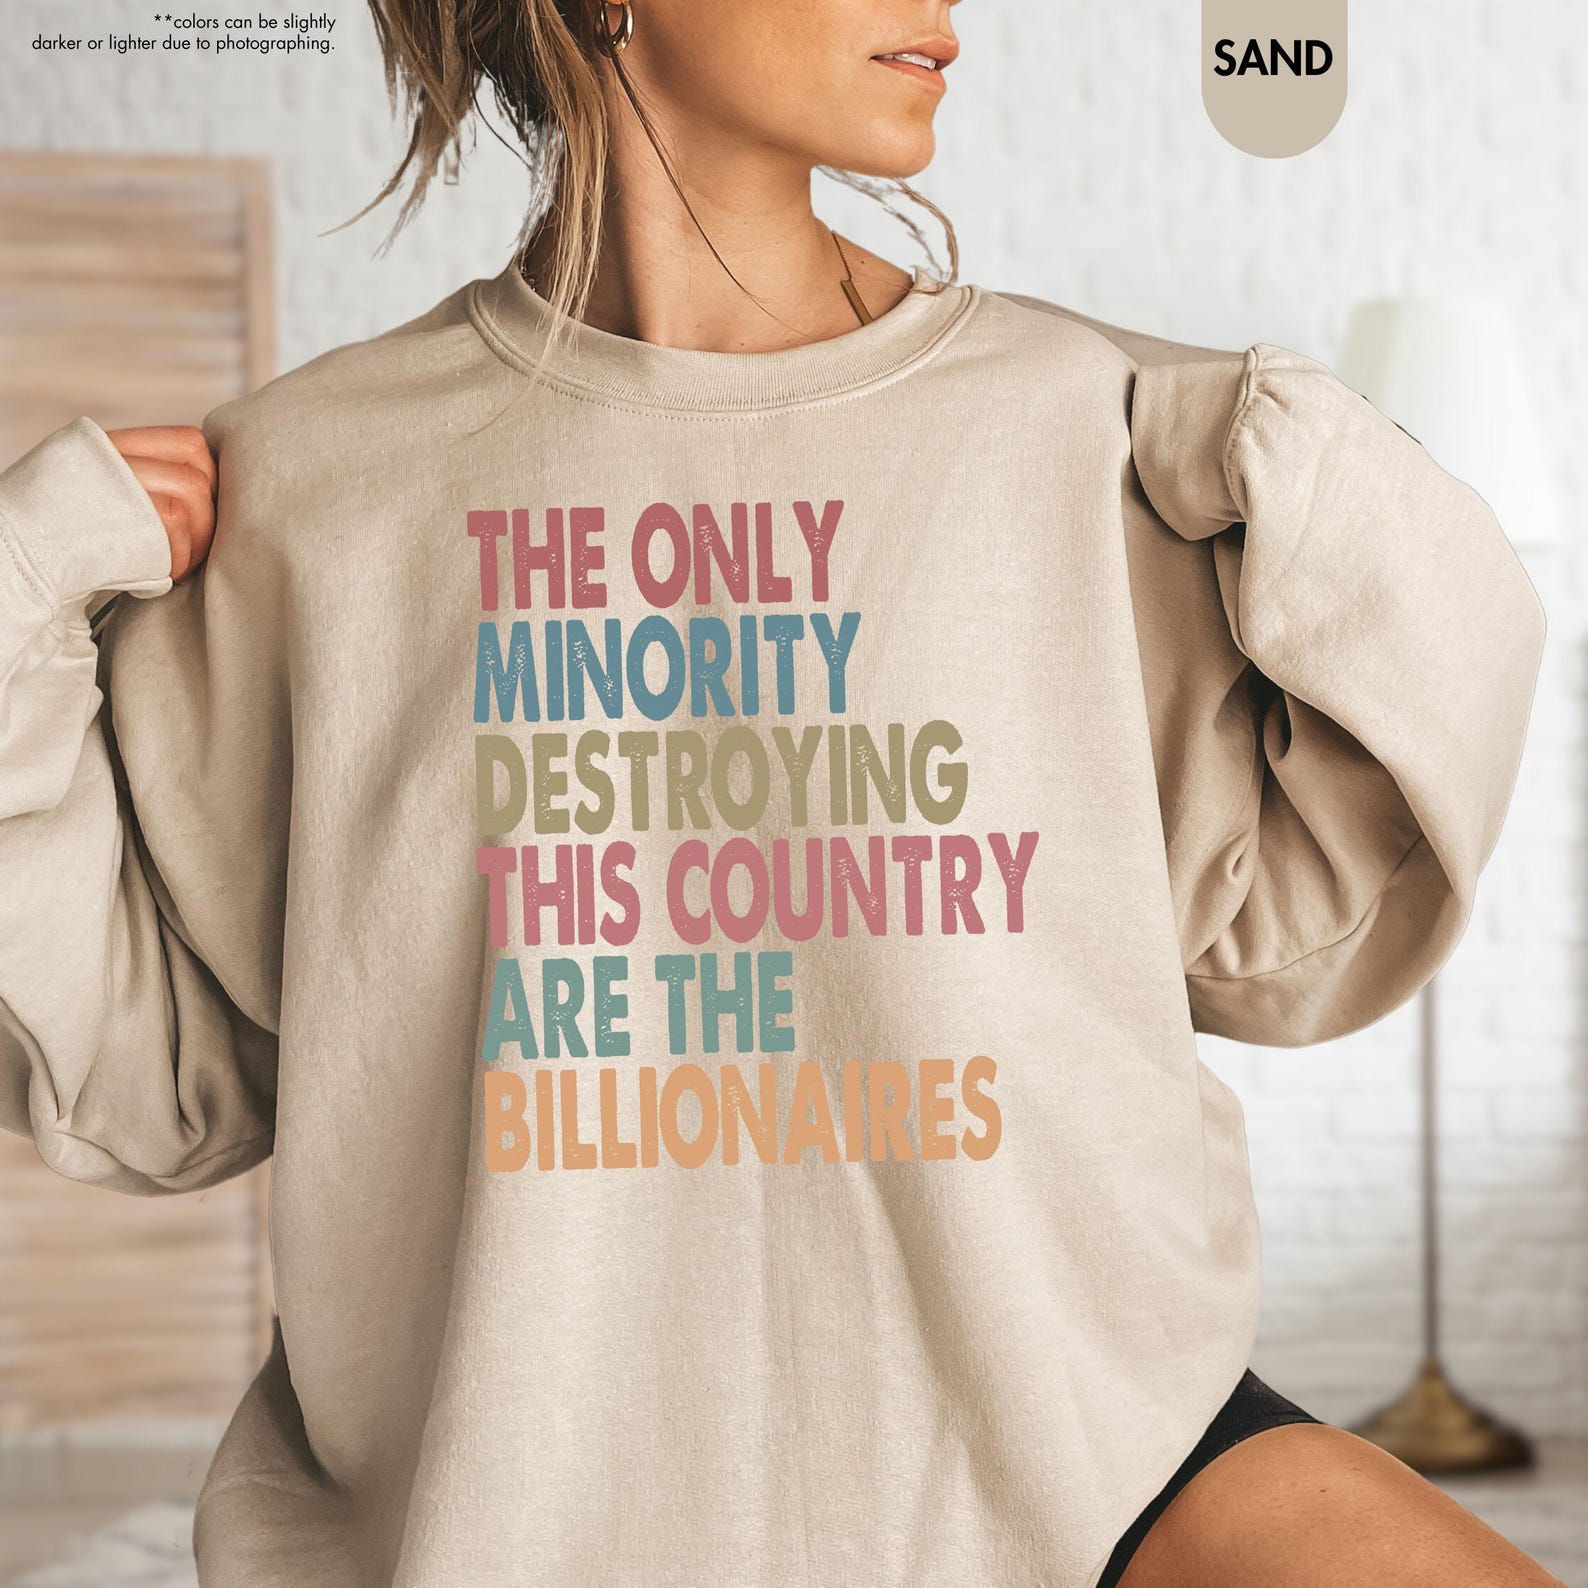 **colors can be slightly
darker or lighter due to photographing.
SAND
THE ONLY
MINORITY
DESTROYING
THIS COUNTRY
ARE THE
BILLIONAIRES